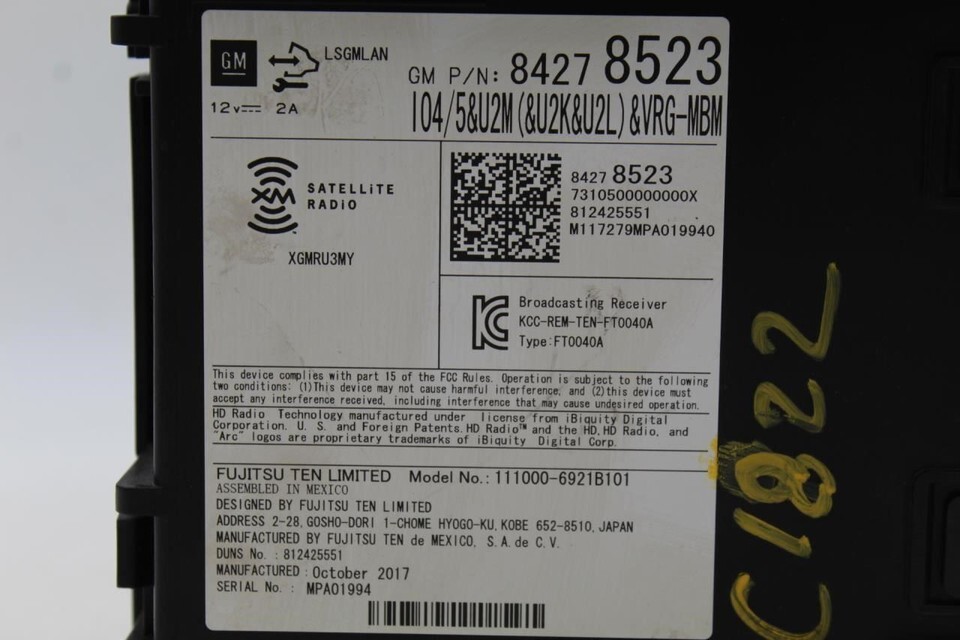 GM
LSGMLAN
GM P/N: 8427 8523
12V 2A
IO4/5&U2M(&U2K&U2L)&VRG-MBM
XM SATELLITE RADIO
XGMRU3MY
8427 8523
7310500000000X
812425551
M117279MPA019940
Broadcasting Receiver
KCC-REM-TEN-FT0040A
Type:FT0040A
This device complies with part 15 of the FCC Rules. Operation is subject to the following
two conditions: (1)This device may not cause harmful interference, and (2)this device must
accept any interference received, including interference that may cause undesired operation.
HD Radio Technology manufactured under license from iBiquity Digital
Corporation. U. S. and Foreign Patents. HD Radio™ and the HD, HD Radio, and
"Arc" logos are proprietary trademarks of iBiquity Digital Corp.
FUJITSU TEN LIMITED Model No.: 111000-6921B101
ASSEMBLED IN MEXICO
DESIGNED BY FUJITSU TEN LIMITED
ADDRESS 2-28, GOSHO-DORI 1-CHOME HYOGO-KU, KOBE 652-8510, JAPAN
MANUFACTURED BY FUJITSU TEN de MEXICO, S.A. de C.V.
DUNS No. : 812425551
MANUFACTURED : October 2017
SERIAL No. : MPA01994
C1822